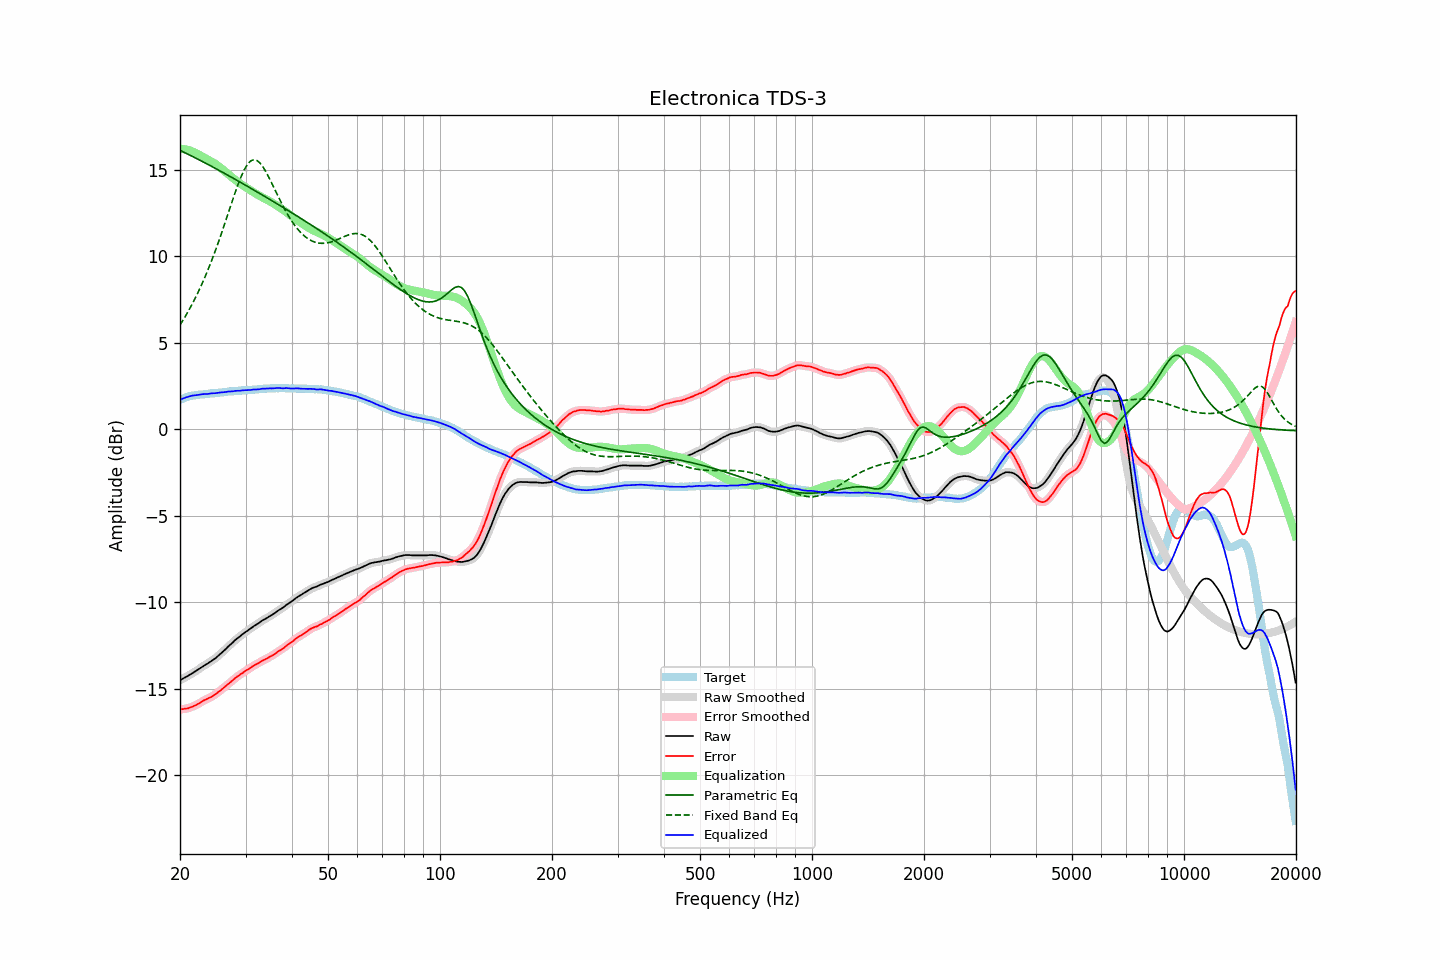 Electronica TDS-3
Amplitude (dBr)
15
10
5
0
−5
−10
−15
−20
Target
Raw Smoothed
Error Smoothed
Raw
Error
Equalization
Parametric Eq
Fixed Band Eq
Equalized
20 50 100 200 500 1000 2000 5000 10000 20000
Frequency (Hz)